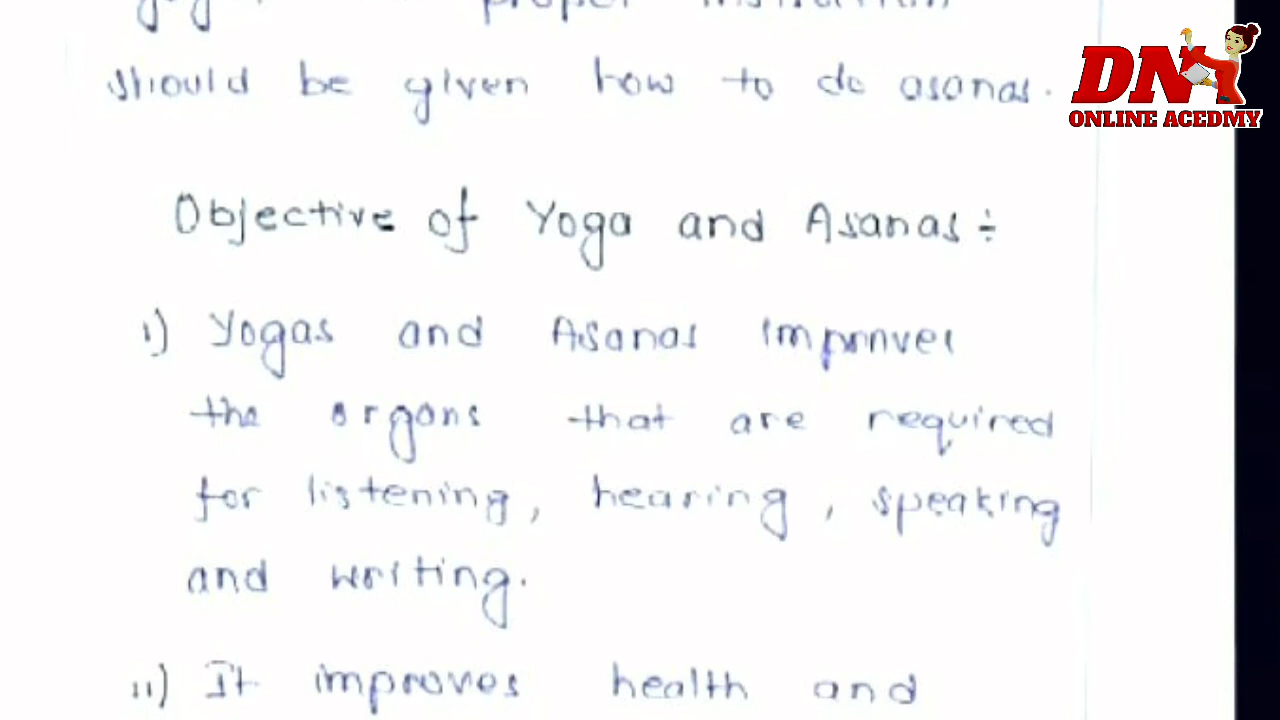 should be given how to do asanas.
Objective of Yoga and Asanas ÷
i) Yogas and Asanas improves
the organs that are required
for listening, hearing, speaking
and writing.
ii) It improves health and
DN
ONLINE ACEDMY